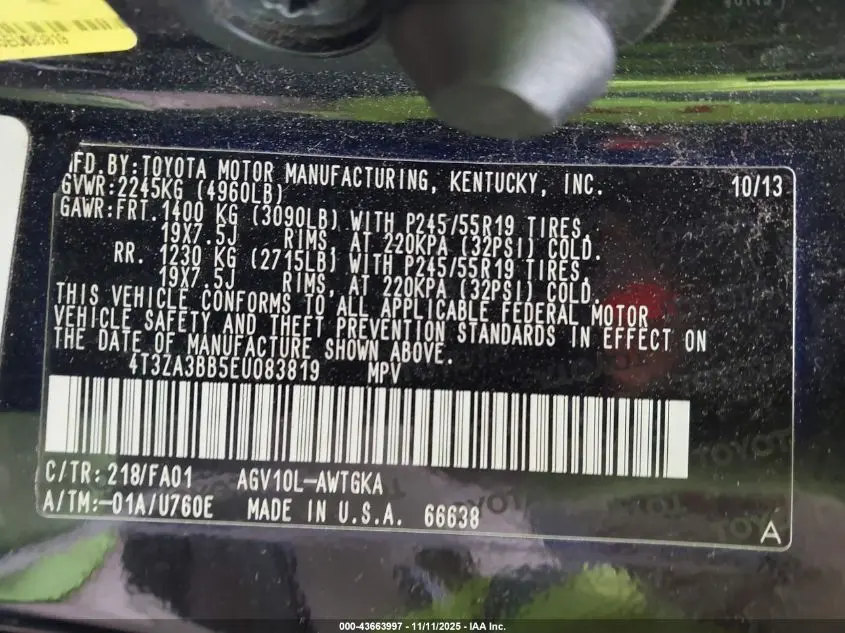 MFD. BY: TOYOTA MOTOR MANUFACTURING, KENTUCKY, INC. 10/13
GVWR: 2245KG (4960LB)
GAWR: FRT. 1400 KG (3090LB) WITH P245/55R19 TIRES,
19X7.5J RIMS, AT 220KPA (32PSI) COLD.
RR. 1230 KG (2715LB) WITH P245/55R19 TIRES,
19X7.5J RIMS, AT 220KPA (32PSI) COLD.
THIS VEHICLE CONFORMS TO ALL APPLICABLE FEDERAL MOTOR
VEHICLE SAFETY AND THEFT PREVENTION STANDARDS IN EFFECT ON
THE DATE OF MANUFACTURE SHOWN ABOVE.
4T3ZA3BB5EU083819 MPV
C/TR: 218/FA01 AGV10L-AWTGKA
A/TM:-01A/U760E MADE IN U.S.A. 66638
A
000-43663997 - 11/11/2025 - IAA Inc.